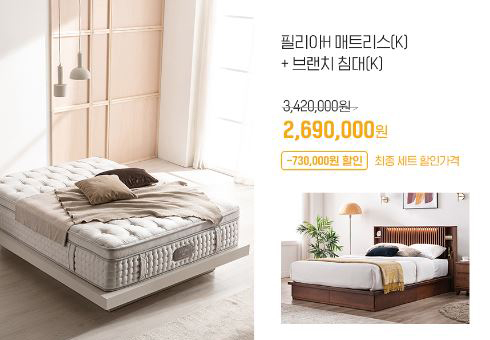 필리아H 매트리스(K)
+ 브랜치 침대(K)
3,420,000원
2,690,000원
-730,000원 할인 최종 세트 할인가격